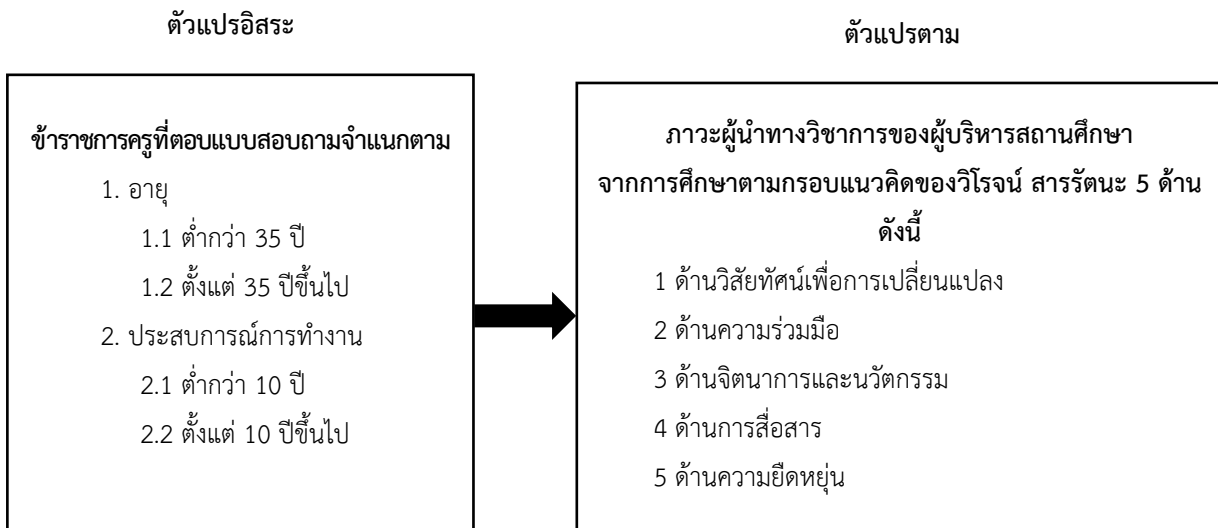 ตัวแปรอิสระ
ข้าราชการครูที่ตอบแบบสอบถามจำแนกตาม
1. อายุ
1.1 ต่ำกว่า 35 ปี
1.2 ตั้งแต่ 35 ปีขึ้นไป
2. ประสบการณ์การทำงาน
2.1 ต่ำกว่า 10 ปี
2.2 ตั้งแต่ 10 ปีขึ้นไป
ตัวแปรตาม
ภาวะผู้นำทางวิชาการของผู้บริหารสถานศึกษา
จากการศึกษาตามกรอบแนวคิดของวิโรจน์ สารรัตนะ 5 ด้าน
ดังนี้
1 ด้านวิสัยทัศน์เพื่อการเปลี่ยนแปลง
2 ด้านความร่วมมือ
3 ด้านจิตนาการและนวัตกรรม
4 ด้านการสื่อสาร
5 ด้านความยืดหยุ่น